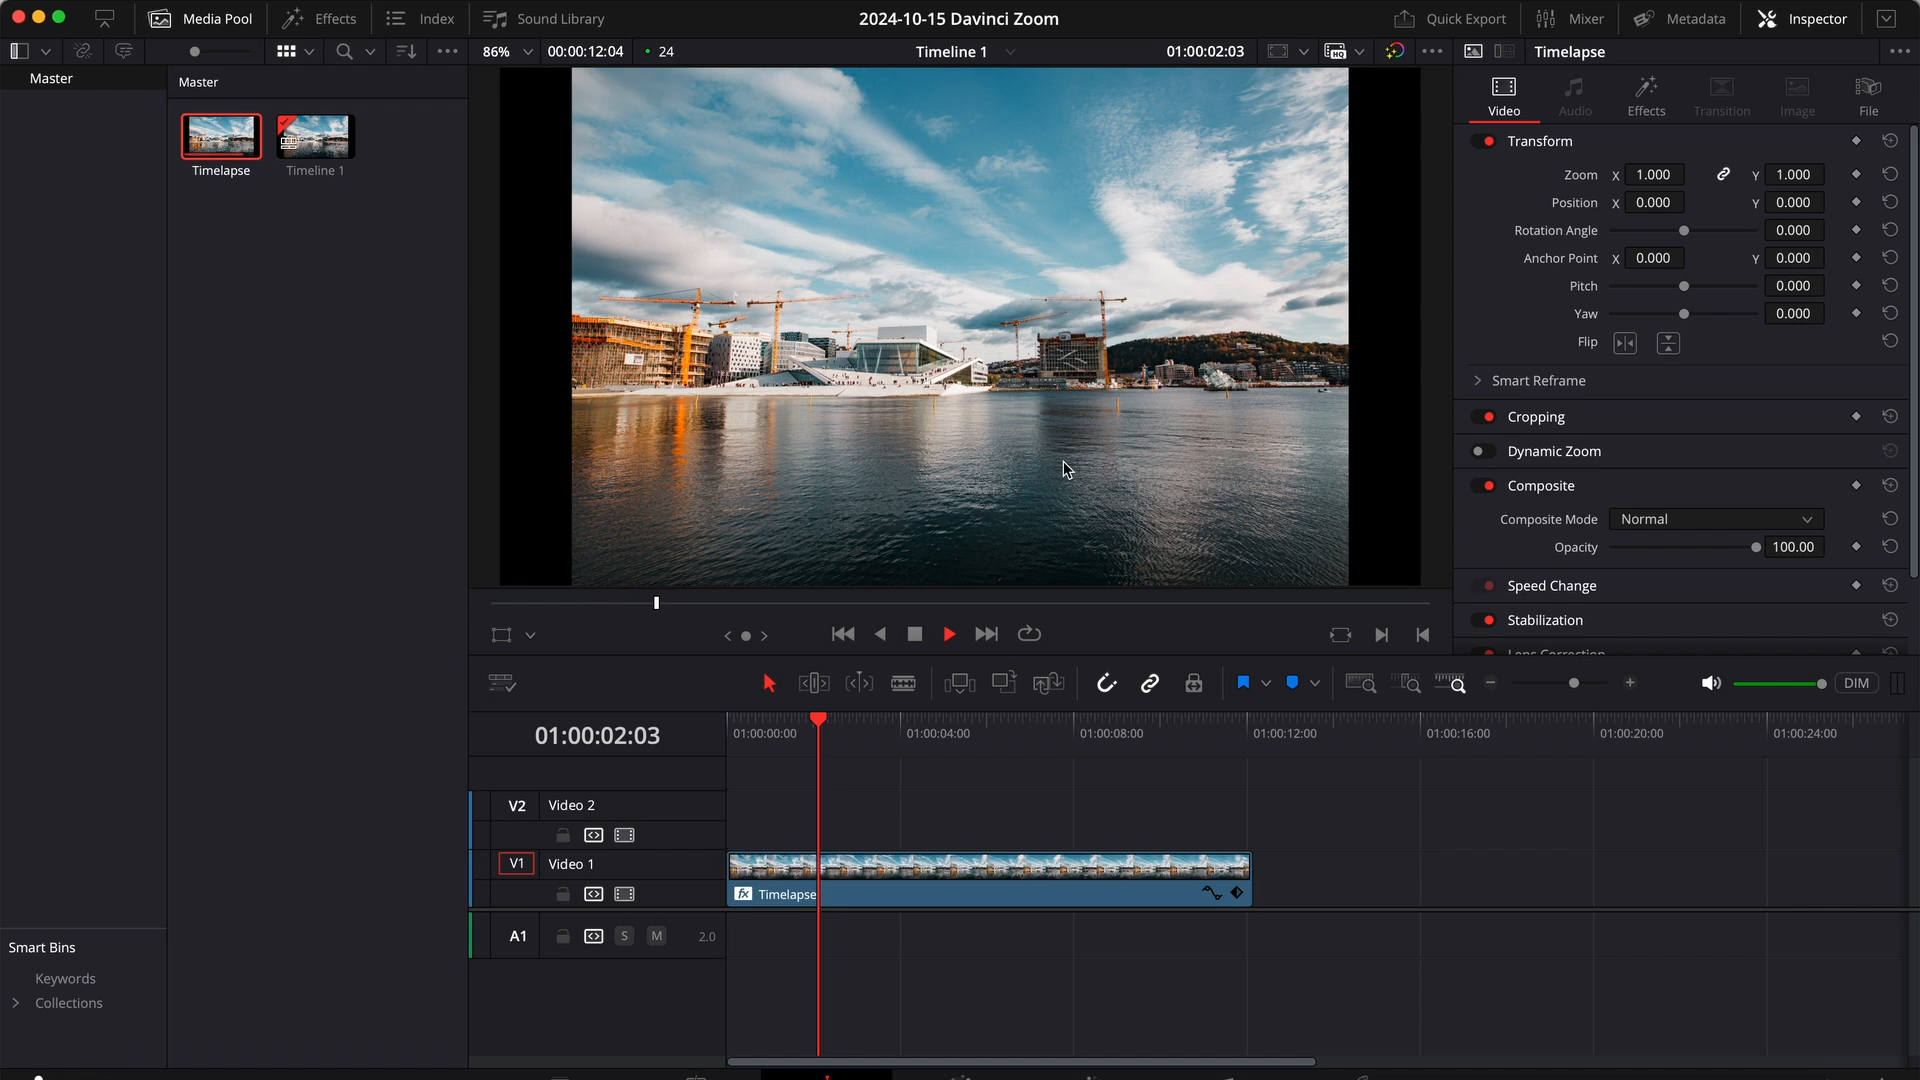 Media Pool Effects Index Sound Library 2024-10-15 Davinci Zoom Quick Export Mixer Metadata Inspector
86% 00:00:12:04 24 Timeline 1 01:00:02:03 Timelapse
Master
Master
Timelapse Timeline 1
Video Audio Effects Transition Image File
Transform
Zoom X 1.000 Y 1.000
Position X 0.000 Y 0.000
Rotation Angle 0.000
Anchor Point X 0.000 Y 0.000
Pitch 0.000
Yaw 0.000
Flip
Smart Reframe
Cropping
Dynamic Zoom
Composite
Composite Mode Normal
Opacity 100.00
Speed Change
Stabilization
Lens Correction
DIM
01:00:02:03
01:00:00:00 01:00:04:00 01:00:08:00 01:00:12:00 01:00:16:00 01:00:20:00 01:00:24:00
V2 Video 2
V1 Video 1
fx Timelapse
A1 S M 2.0
Smart Bins
Keywords
Collections